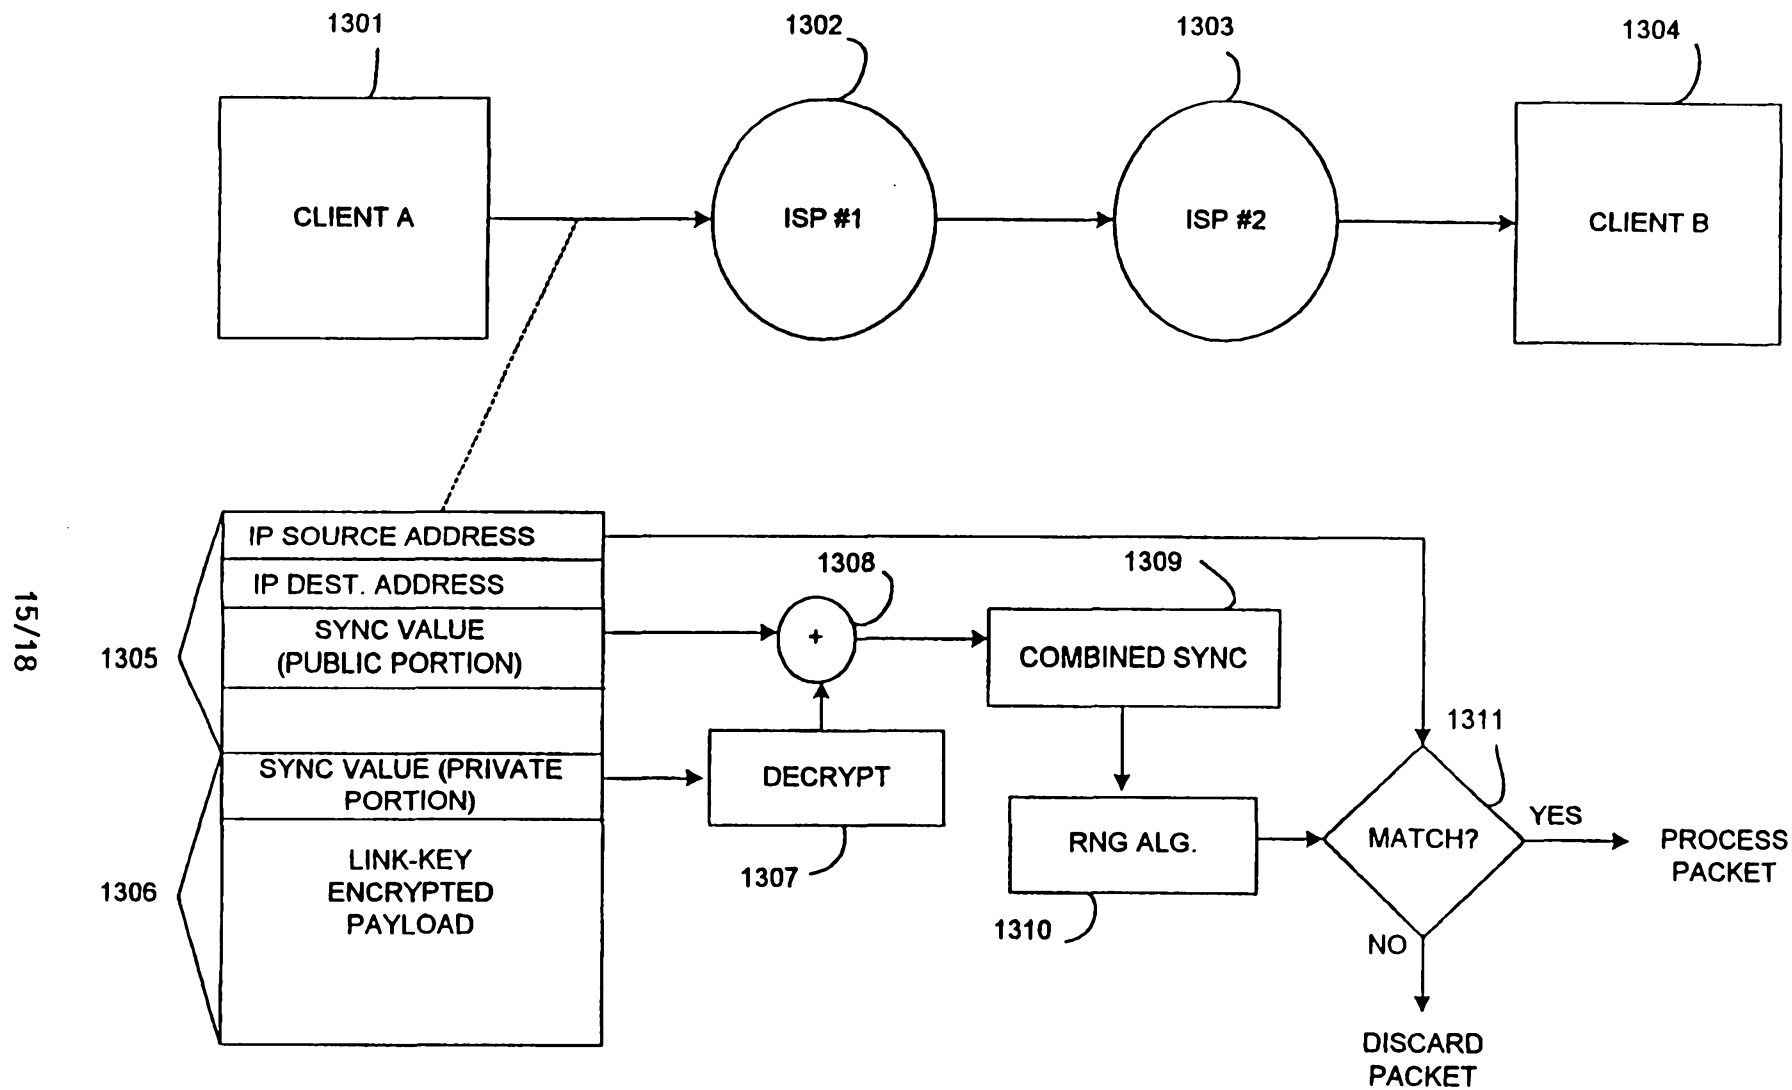 1301
1302
1303
1304
CLIENT A
ISP #1
ISP #2
CLIENT B
15/18
1305
1306
IP SOURCE ADDRESS
IP DEST. ADDRESS
SYNC VALUE
(PUBLIC PORTION)
SYNC VALUE (PRIVATE
PORTION)
LINK-KEY
ENCRYPTED
PAYLOAD
1308
+
DECRYPT
1307
1309
COMBINED SYNC
RNG ALG.
1310
1311
MATCH?
YES
PROCESS
PACKET
NO
DISCARD
PACKET